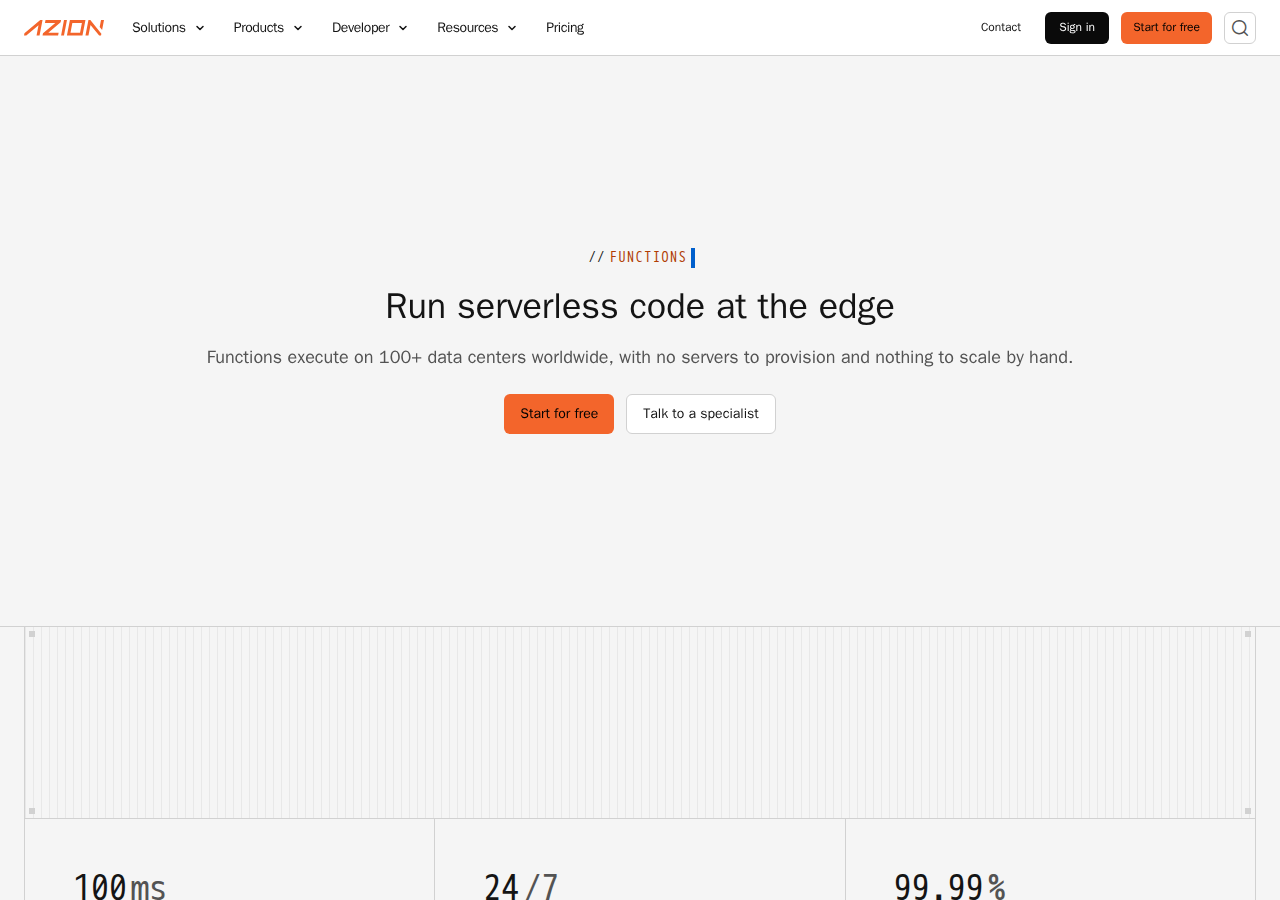 AZION
Solutions
Products
Developer
Resources
Pricing
Contact
Sign in
Start for free
// FUNCTIONS
Run serverless code at the edge
Functions execute on 100+ data centers worldwide, with no servers to provision and nothing to scale by hand.
Start for free
Talk to a specialist
100ms
24/7
99.99%